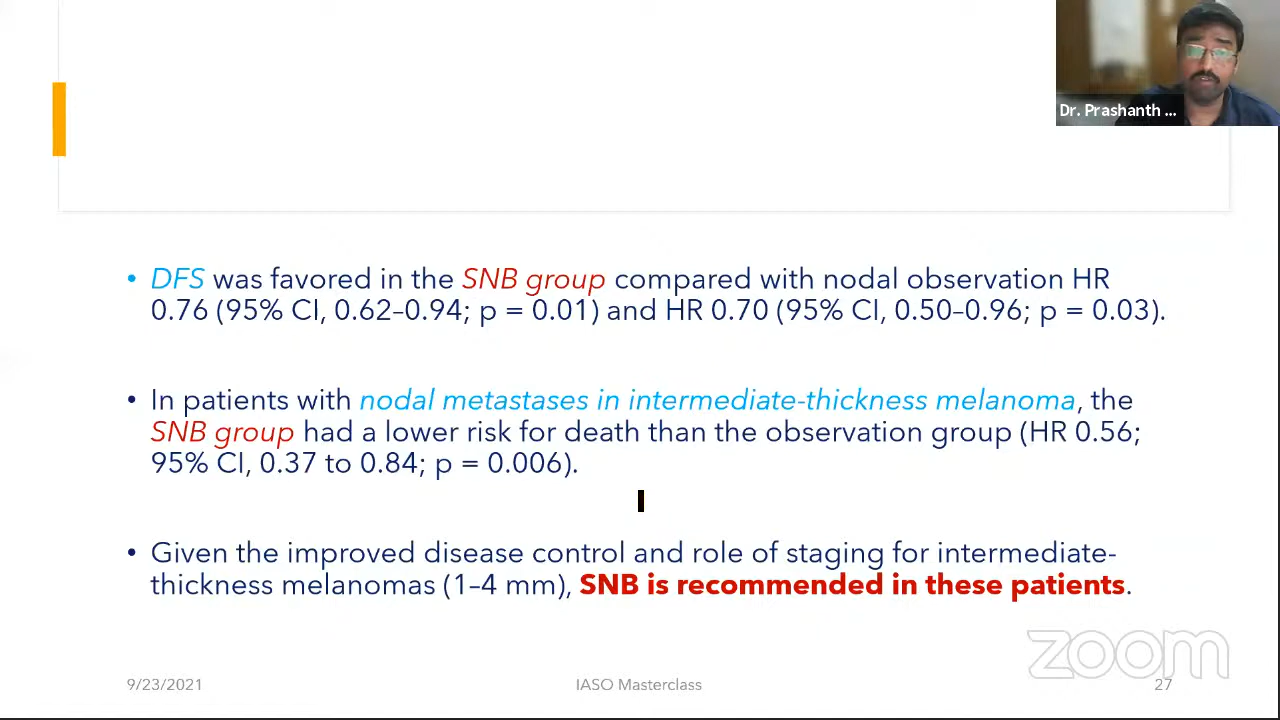 Dr. Prashanth ...
• DFS was favored in the SNB group compared with nodal observation HR
0.76 (95% CI, 0.62–0.94; p = 0.01) and HR 0.70 (95% CI, 0.50–0.96; p = 0.03).
• In patients with nodal metastases in intermediate-thickness melanoma, the
SNB group had a lower risk for death than the observation group (HR 0.56;
95% CI, 0.37 to 0.84; p = 0.006).
• Given the improved disease control and role of staging for intermediate-
thickness melanomas (1–4 mm), SNB is recommended in these patients.
zoom
9/23/2021
IASO Masterclass
27